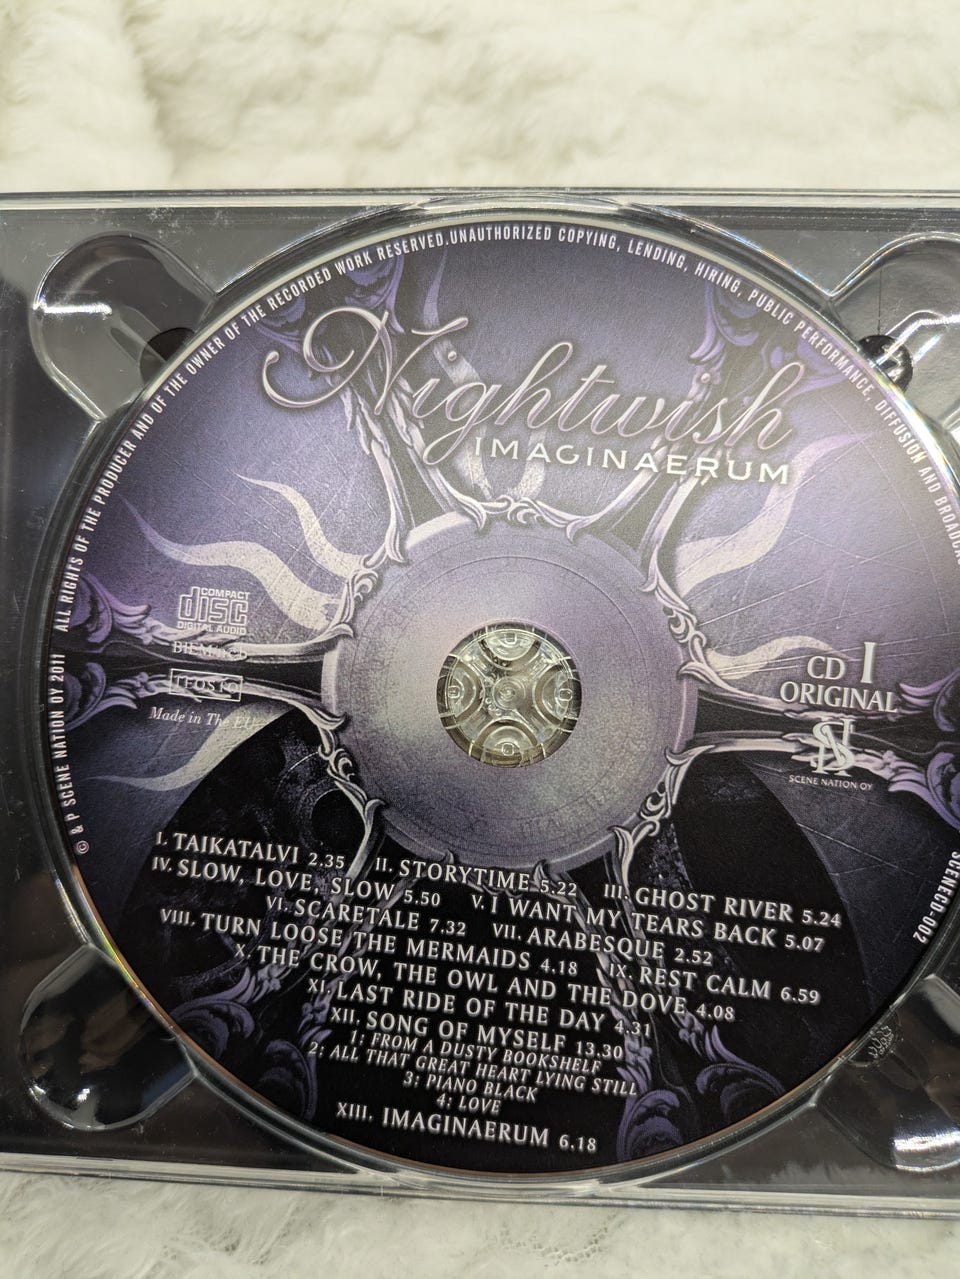 ALL RIGHTS OF THE PRODUCER AND OF THE OWNER OF THE RECORDED WORK RESERVED.UNAUTHORIZED COPYING, LENDING, HIRING, PUBLIC PERFORMANCE, DIFFUSION AND
Nightwish
IMAGINAERUM
COMPACT
disc
DIGITAL AUDIO
BIEM/ncb
TEOSTO
Made in The EU
CD I
ORIGINAL
SN
SCENE NATION OY
© & P SCENE NATION OY 2011
SCENECD-002
I. TAIKATALVI 2.35 II. STORYTIME 5.22 III. GHOST RIVER 5.24
IV. SLOW, LOVE, SLOW 5.50 V. I WANT MY TEARS BACK 5.07
VI. SCARETALE 7.32 VII. ARABESQUE 2.52
VIII. TURN LOOSE THE MERMAIDS 4.18 IX. REST CALM 6.59
X. THE CROW, THE OWL AND THE DOVE 4.08
XI. LAST RIDE OF THE DAY 4.31
XII. SONG OF MYSELF 13.30
1: FROM A DUSTY BOOKSHELF
2: ALL THAT GREAT HEART LYING STILL
3: PIANO BLACK
4: LOVE
XIII. IMAGINAERUM 6.18